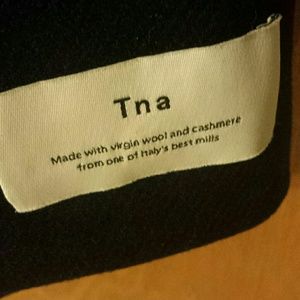 Tna
Made with virgin wool and cashmere
from one of Italy's best mills